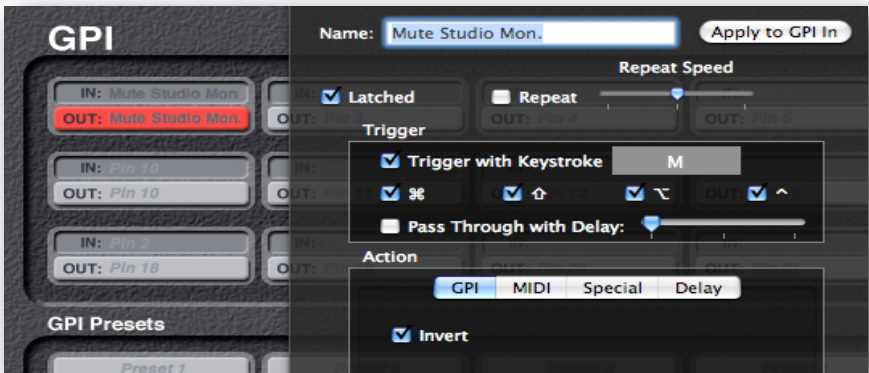 GPI
Name: Mute Studio Mon. Apply to GPI In
Repeat Speed
Latched Repeat
Trigger
Trigger with Keystroke M
⌘ ⇧ ⌥ ^
Pass Through with Delay:
Action
GPI MIDI Special Delay
Invert
IN: Mute Studio Mon
OUT: Mute Studio Mon.
OUT: Pin 4
OUT: Pin 5
IN: Pin 10
OUT: Pin 10
IN: Pin 2
OUT: Pin 18
GPI Presets
Preset 1